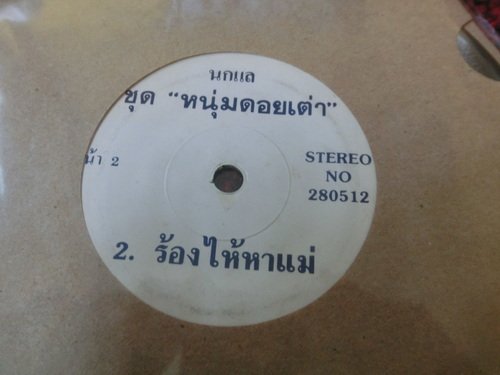 นกแล
ชุด "หนุ่มดอยเต่า"
น้า 2
STEREO
NO
280512
2. ร้องไห้หาแม่